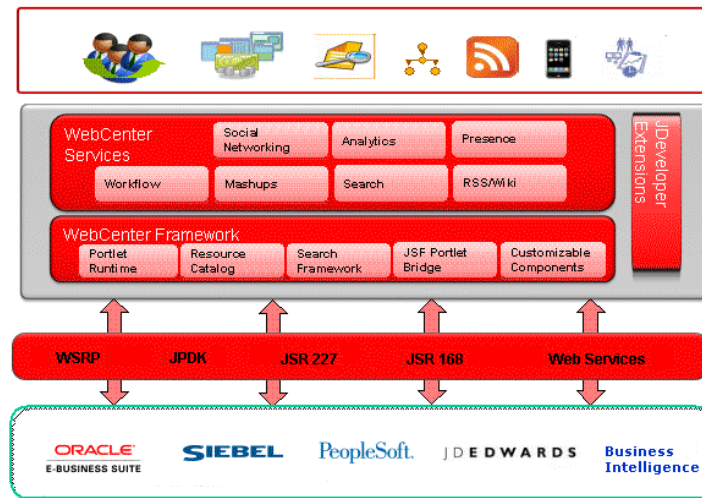 WebCenter
Services
Social
Networking
Analytics
Presence
Workflow
Mashups
Search
RSS/Wiki
JDeveloper
Extensions
WebCenter Framework
Portlet
Runtime
Resource
Catalog
Search
Framework
JSF Portlet
Bridge
Customizable
Components
WSRP
JPDK
JSR 227
JSR 168
Web Services
ORACLE
E-BUSINESS SUITE
SIEBEL
PeopleSoft.
JDEDWARDS
Business
Intelligence